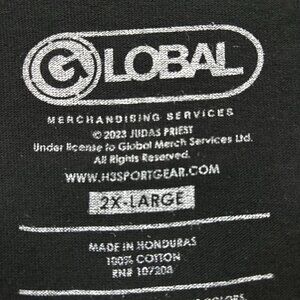 GLOBAL
MERCHANDISING SERVICES
© 2023 JUDAS PRIEST
Under license to Global Merch Services Ltd.
All Rights Reserved.
WWW.H3SPORTGEAR.COM
2X-LARGE
MADE IN HONDURAS
100% COTTON
RN# 107208
COLORS